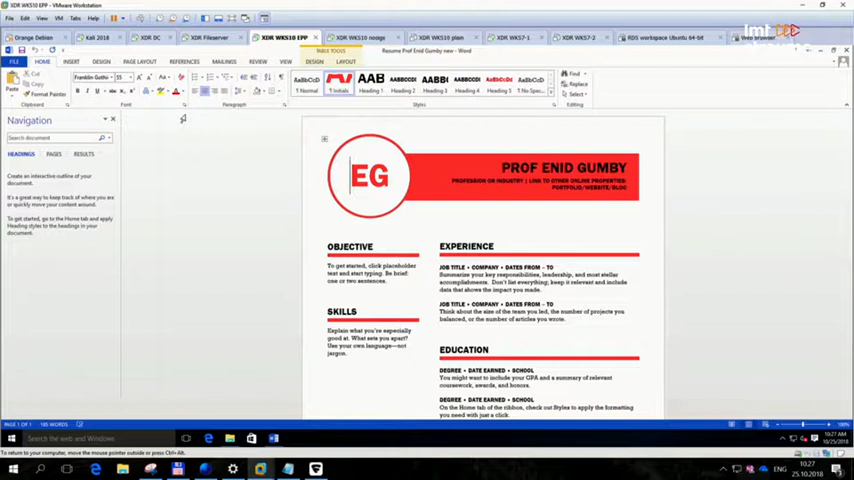 XDR WKS10 EPP - VMware Workstation
File Edit View VM Tabs Help
Orange Debian Kali 2018 XDR DC XDR Fileserver XDR WKS10 EPP XDR WKS10 noogs XDR WKS10 plain XDR WKS7-1 XDR WKS7-2 RDS workspace Ubuntu 64-bit
TABLE TOOLS
Resume Prof Enid Gumby new - Word
FILE HOME INSERT DESIGN PAGE LAYOUT REFERENCES MAILINGS REVIEW VIEW DESIGN LAYOUT
Cut
Copy
Format Painter
Paste
Franklin Gothi 55
AaBbCcD AAB AABBCCI AABBI AABBCCDI AaBbCcDc AaBbCcD
¶ Normal ¶ Initials Heading 1 Heading 2 Heading 3 Heading 4 Heading 5 ¶ No Spac...
Find
Replace
Select
Clipboard Font Paragraph Styles Editing
Navigation
Search document
HEADINGS PAGES RESULTS
Create an interactive outline of your
document.
It's a great way to keep track of where you are
or quickly move your content around.
To get started, go to the Home tab and apply
Heading styles to the headings in your
document.
EG
PROF ENID GUMBY
PROFESSION OR INDUSTRY | LINK TO OTHER ONLINE PROPERTIES:
PORTFOLIO/WEBSITE/BLOG
OBJECTIVE
To get started, click placeholder
text and start typing. Be brief:
one or two sentences.
SKILLS
Explain what you're especially
good at. What sets you apart?
Use your own language—not
jargon.
EXPERIENCE
JOB TITLE • COMPANY • DATES FROM – TO
Summarize your key responsibilities, leadership, and most stellar
accomplishments. Don't list everything; keep it relevant and include
data that shows the impact you made.
JOB TITLE • COMPANY • DATES FROM – TO
Think about the size of the team you led, the number of projects you
balanced, or the number of articles you wrote.
EDUCATION
DEGREE • DATE EARNED • SCHOOL
You might want to include your GPA and a summary of relevant
coursework, awards, and honors.
DEGREE • DATE EARNED • SCHOOL
On the Home tab of the ribbon, check out Styles to apply the formatting
you need with just a click.
PAGE 1 OF 1 185 WORDS
100%
Search the web and Windows
10:27 AM
10/25/2018
To return to your computer, move the mouse pointer outside or press Ctrl+Alt.
ENG
10.27
25.10.2018